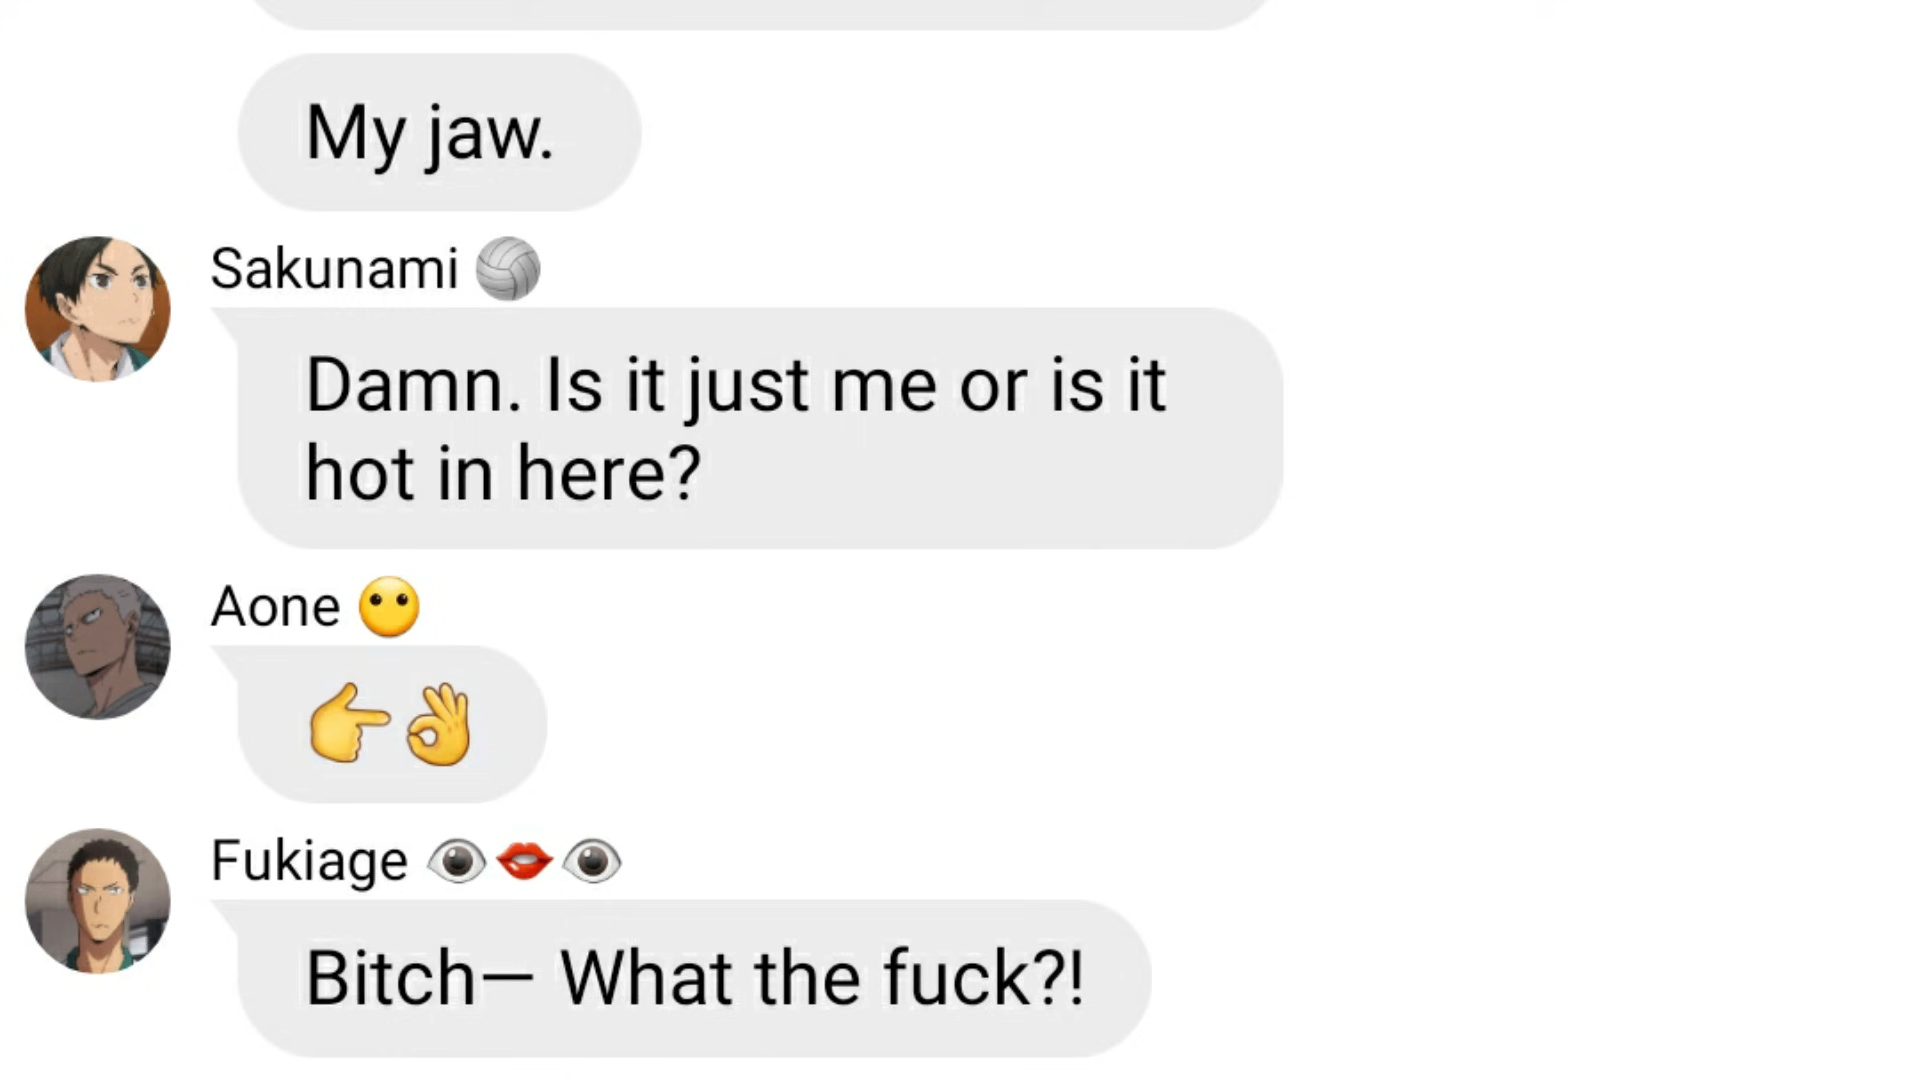 My jaw.
Sakunami 🏐
Damn. Is it just me or is it
hot in here?
Aone 😶
👉👌
Fukiage 👁️👄👁️
Bitch— What the fuck?!